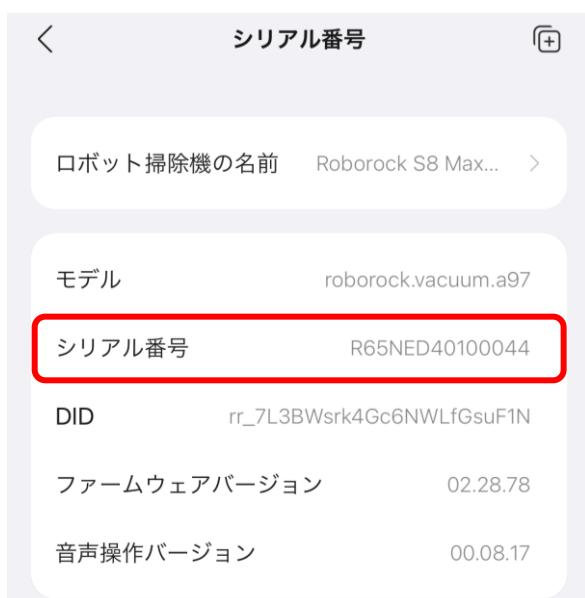 シリアル番号
ロボット掃除機の名前 Roborock S8 Max...
モデル roborock.vacuum.a97
シリアル番号 R65NED40100044
DID rr_7L3BWsrk4Gc6NWLfGsuF1N
ファームウェアバージョン 02.28.78
音声操作バージョン 00.08.17